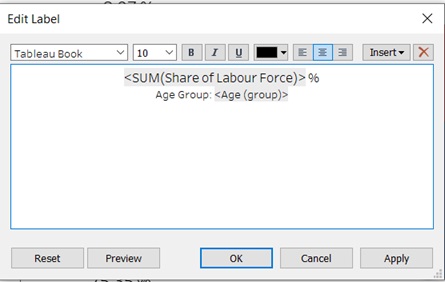 Edit Label
Tableau Book 10 B I U Insert
<SUM(Share of Labour Force)> %
Age Group: <Age (group)>
Reset Preview OK Cancel Apply